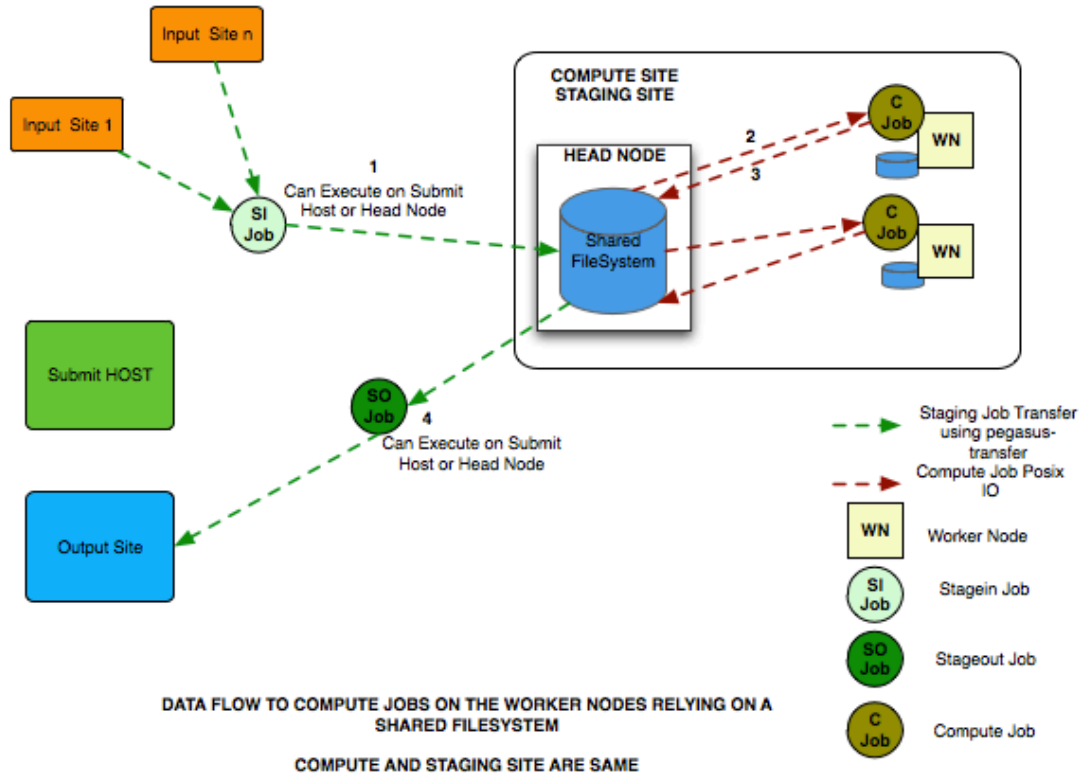 Input  Site n
Input  Site 1
COMPUTE SITE
STAGING SITE
HEAD NODE
Shared
FileSystem
C
Job
WN
C
Job
WN
2
3
1
Can Execute on Submit
Host or Head Node
SI
Job
Submit HOST
SO
Job
4
Can Execute on Submit
Host or Head Node
Output Site
Staging Job Transfer
using pegasus-
transfer
Compute Job Posix
IO
WN
Worker Node
SI
Job
Stagein Job
SO
Job
Stageout Job
C
Job
Compute Job
DATA FLOW TO COMPUTE JOBS ON THE WORKER NODES RELYING ON A
SHARED FILESYSTEM
COMPUTE AND STAGING SITE ARE SAME